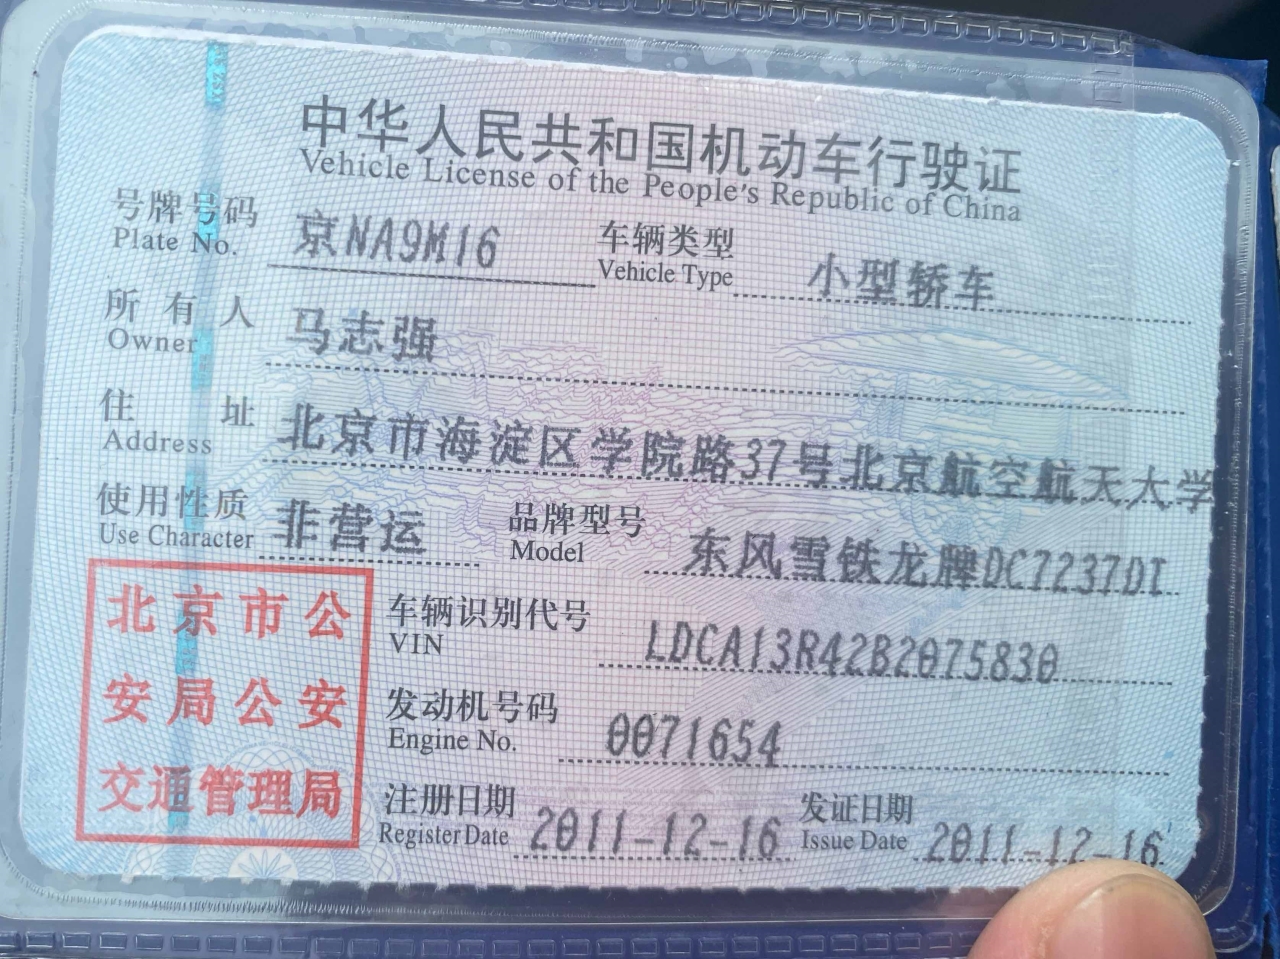 中华人民共和国机动车行驶证
Vehicle License of the People's Republic of China
号牌号码 京NA9M16 车辆类型 小型轿车
Plate No. Vehicle Type
所有人 马志强
Owner
住址 北京市海淀区学院路37号北京航空航天大学
Address
使用性质 非营运 品牌型号 东风雪铁龙牌DC7237DI
Use Character Model
北京市公
安局公安
交通管理局
车辆识别代号 LDCA13R42B2075830
VIN
发动机号码 0071654
Engine No.
注册日期 2011-12-16 发证日期 2011-12-16
Register Date Issue Date